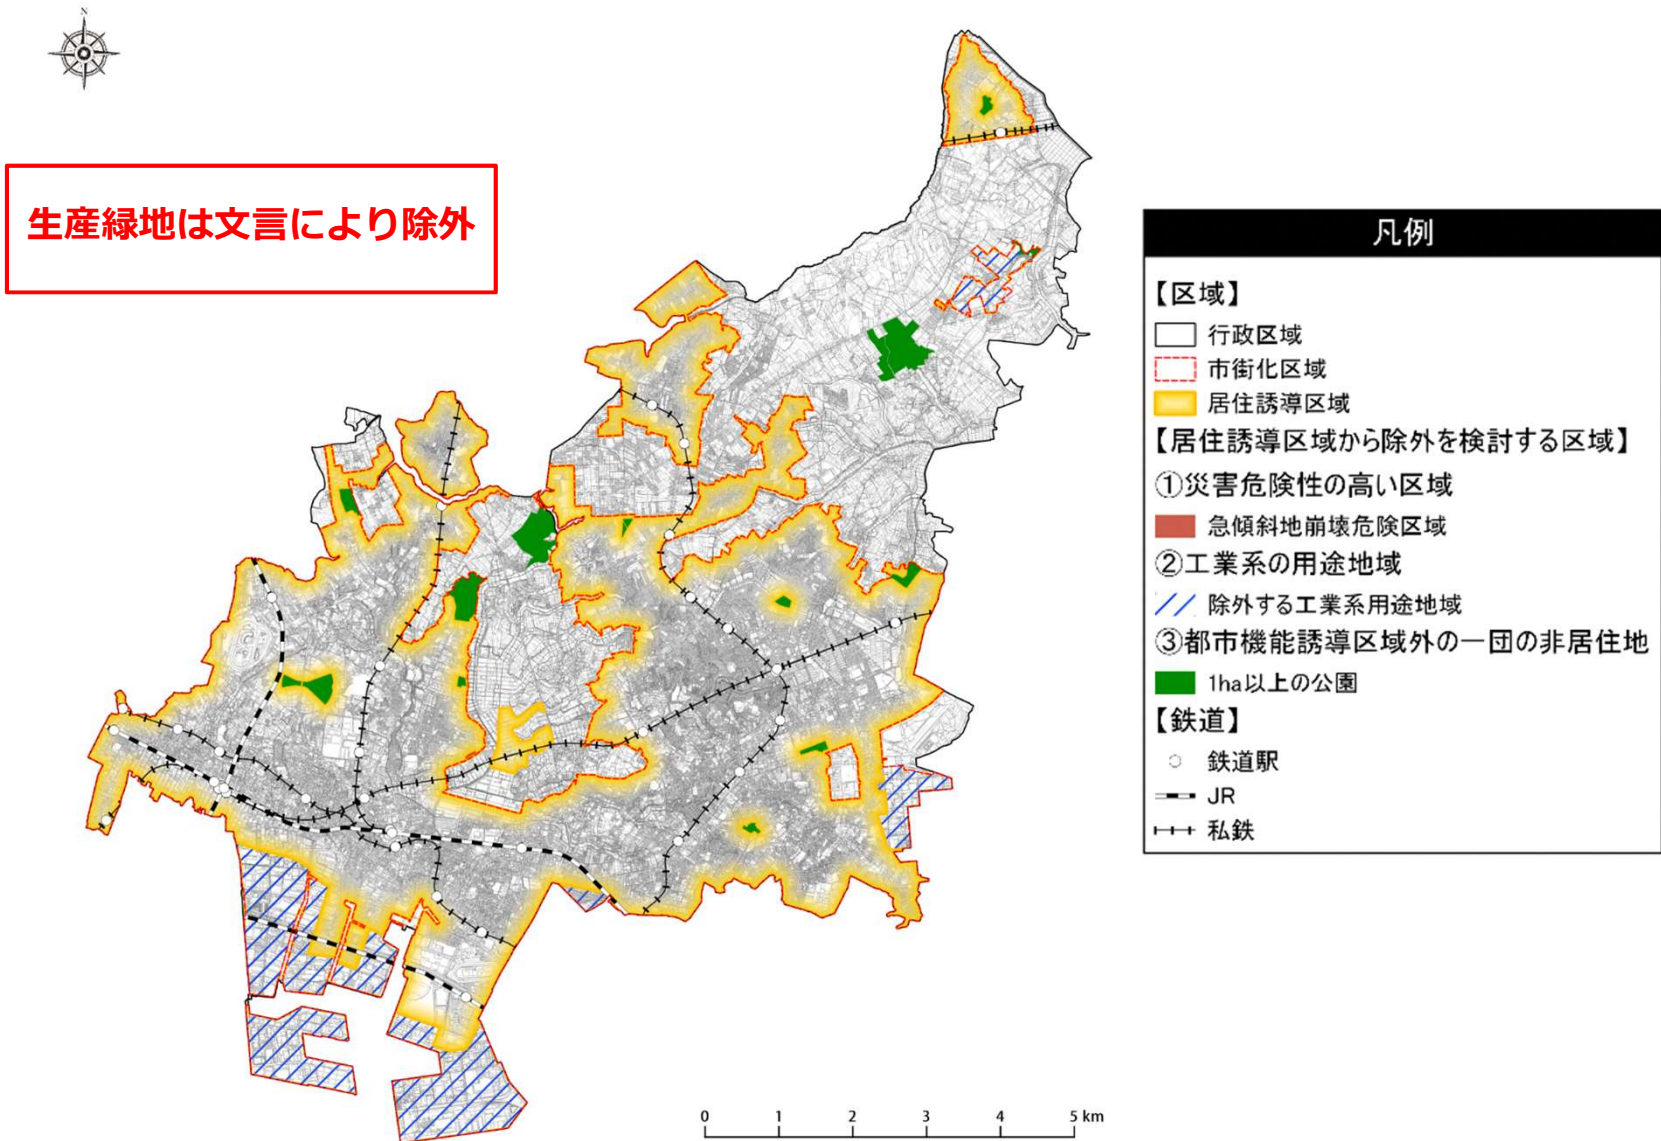 N
生産緑地は文言により除外
凡例
【区域】
行政区域
市街化区域
居住誘導区域
【居住誘導区域から除外を検討する区域】
①災害危険性の高い区域
急傾斜地崩壊危険区域
②工業系の用途地域
除外する工業系用途地域
③都市機能誘導区域外の一団の非居住地
1ha以上の公園
【鉄道】
鉄道駅
JR
私鉄
0 1 2 3 4 5 km